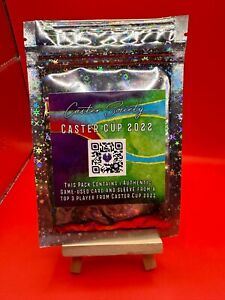 Caster Society
CASTER CUP 2022
THIS PACK CONTAINS 1 AUTHENTIC
GAME-USED CARD AND SLEEVE FROM A
TOP 3 PLAYER FROM CASTER CUP 2022